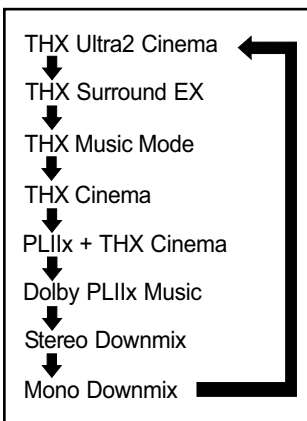 THX Ultra2 Cinema
THX Surround EX
THX Music Mode
THX Cinema
PLIIx + THX Cinema
Dolby PLIIx Music
Stereo Downmix
Mono Downmix